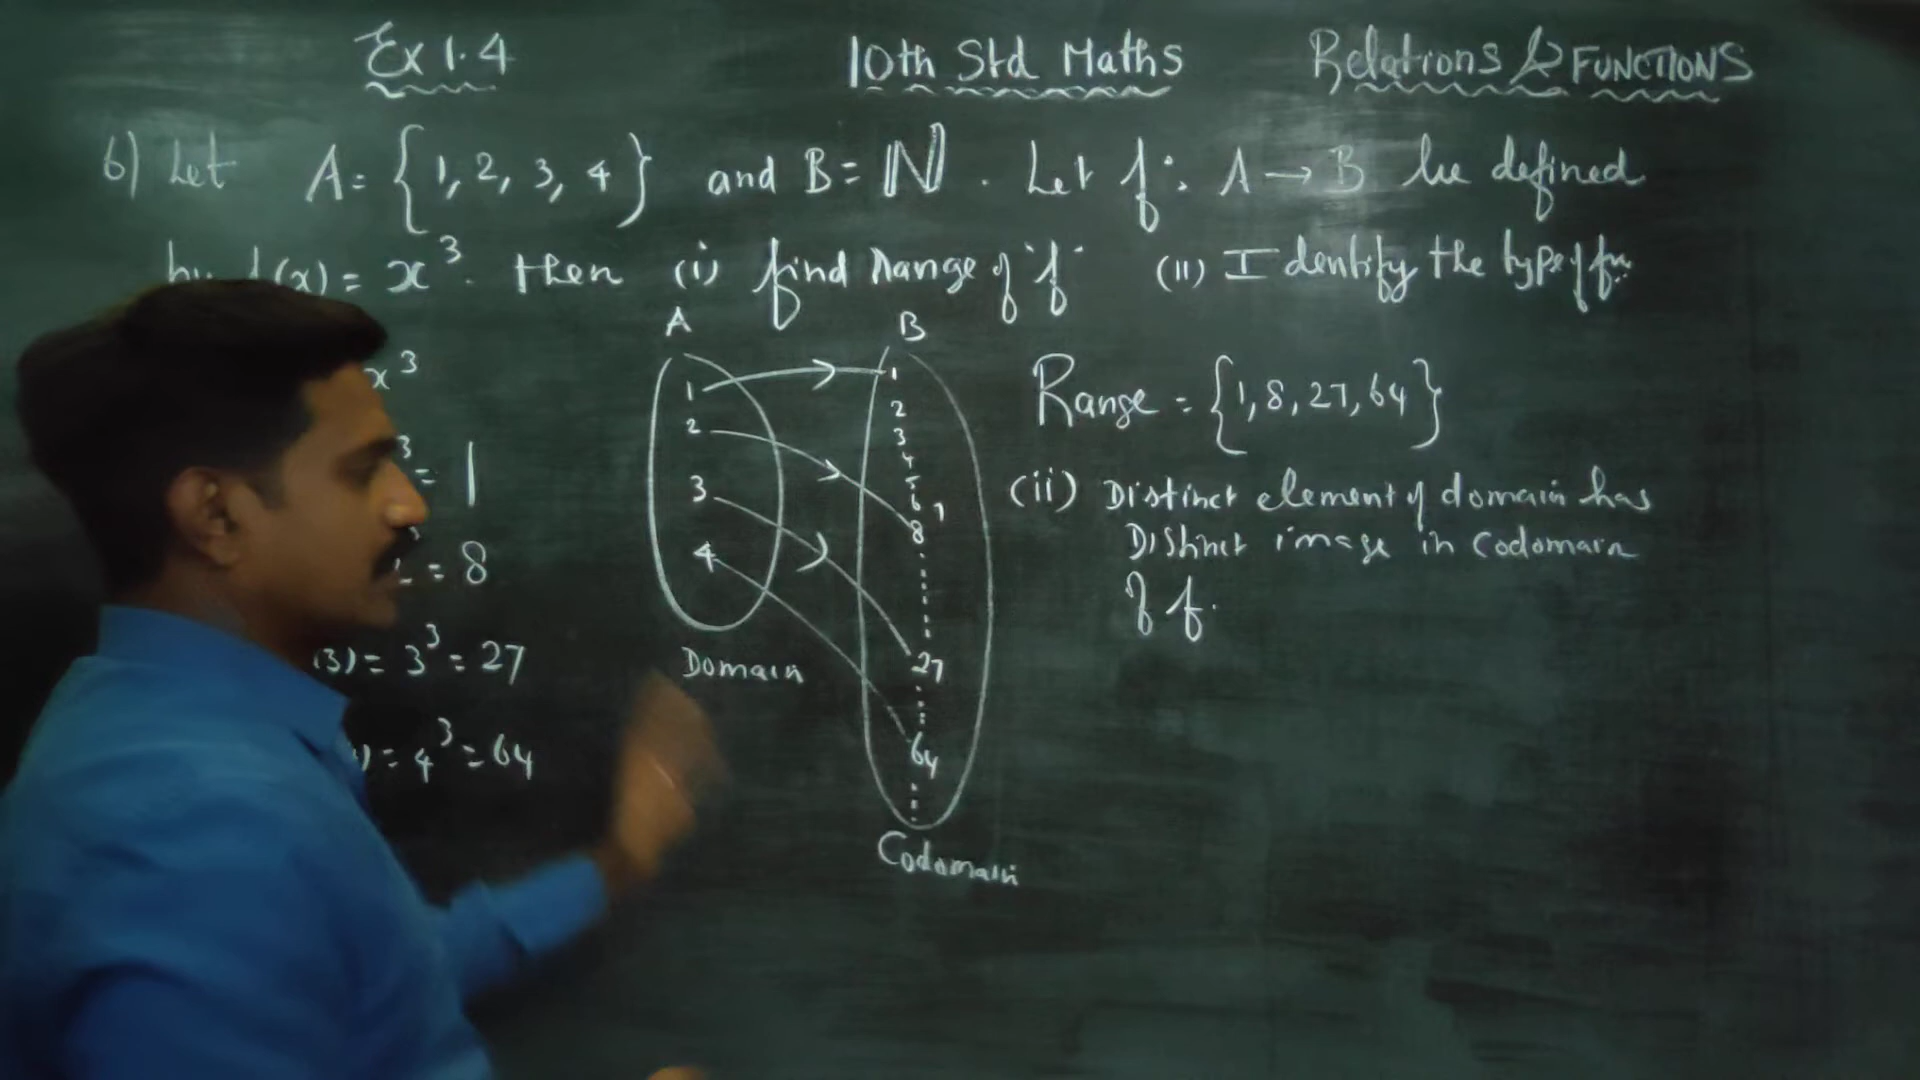 Ex 1.4
10th Std Maths
Relations & FUNCTIONS
6) Let A = {1, 2, 3, 4} and B = ℕ. Let f: A → B be defined
by f(x) = x³. then (i) find Range of 'f' (ii) Identify the type of fn.
x³
³ = 1
³ = 8
(3) = 3³ = 27
) = 4³ = 64
A
1
2
3
4
Domain
B
1
2
3
4
5
6 7
8
27
64
Codomain
Range = {1, 8, 27, 64}
(ii) Distinct element of domain has
Distinct image in codomain
of f.